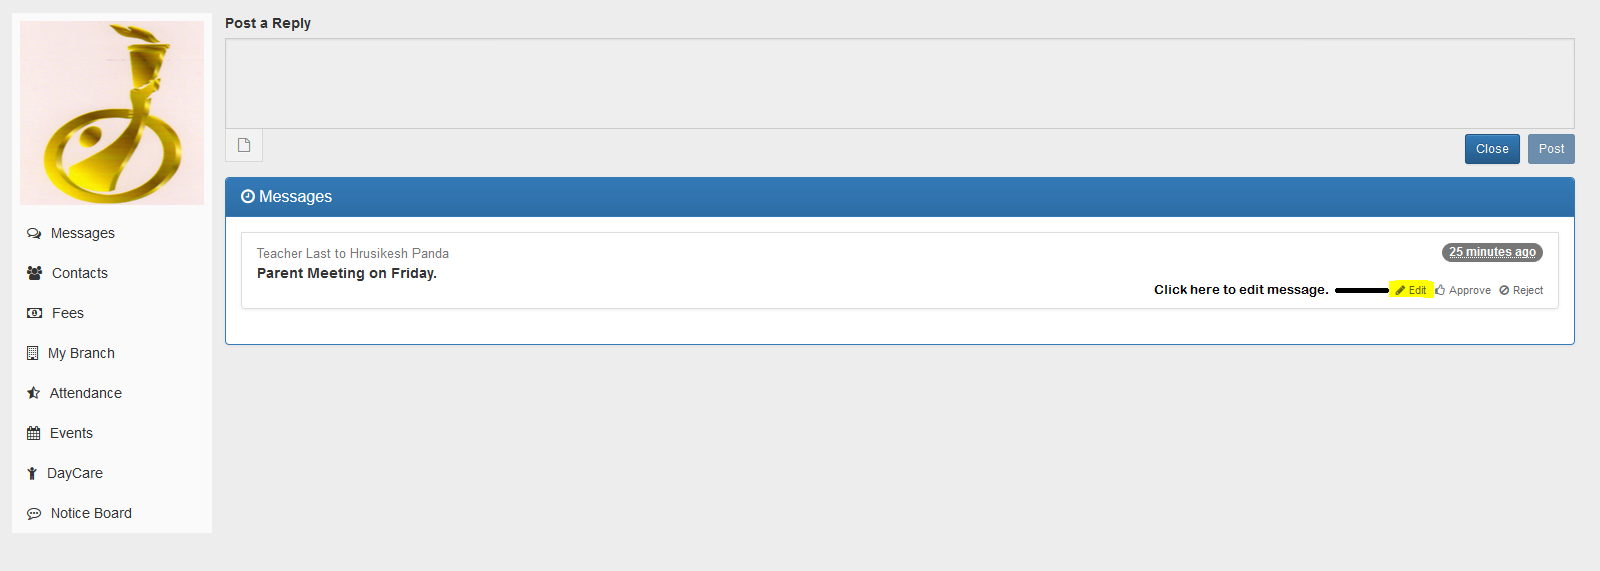 Post a Reply
Close
Post
Messages
Teacher Last to Hrusikesh Panda
25 minutes ago
Parent Meeting on Friday.
Click here to edit message.
Edit
Approve
Reject
Messages
Contacts
Fees
My Branch
Attendance
Events
DayCare
Notice Board